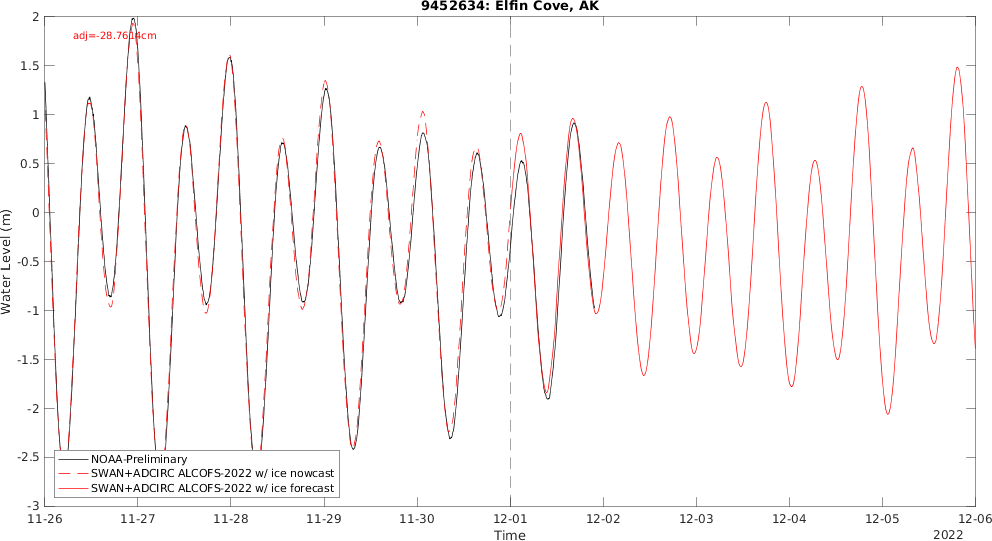 9452634: Elfin Cove, AK
adj=-28.7614cm
Water Level (m)
2
1.5
1
0.5
0
-0.5
-1
-1.5
-2
-2.5
-3
NOAA-Preliminary
SWAN+ADCIRC ALCOFS-2022 w/ ice nowcast
SWAN+ADCIRC ALCOFS-2022 w/ ice forecast
11-26 11-27 11-28 11-29 11-30 12-01 12-02 12-03 12-04 12-05 12-06
Time
2022